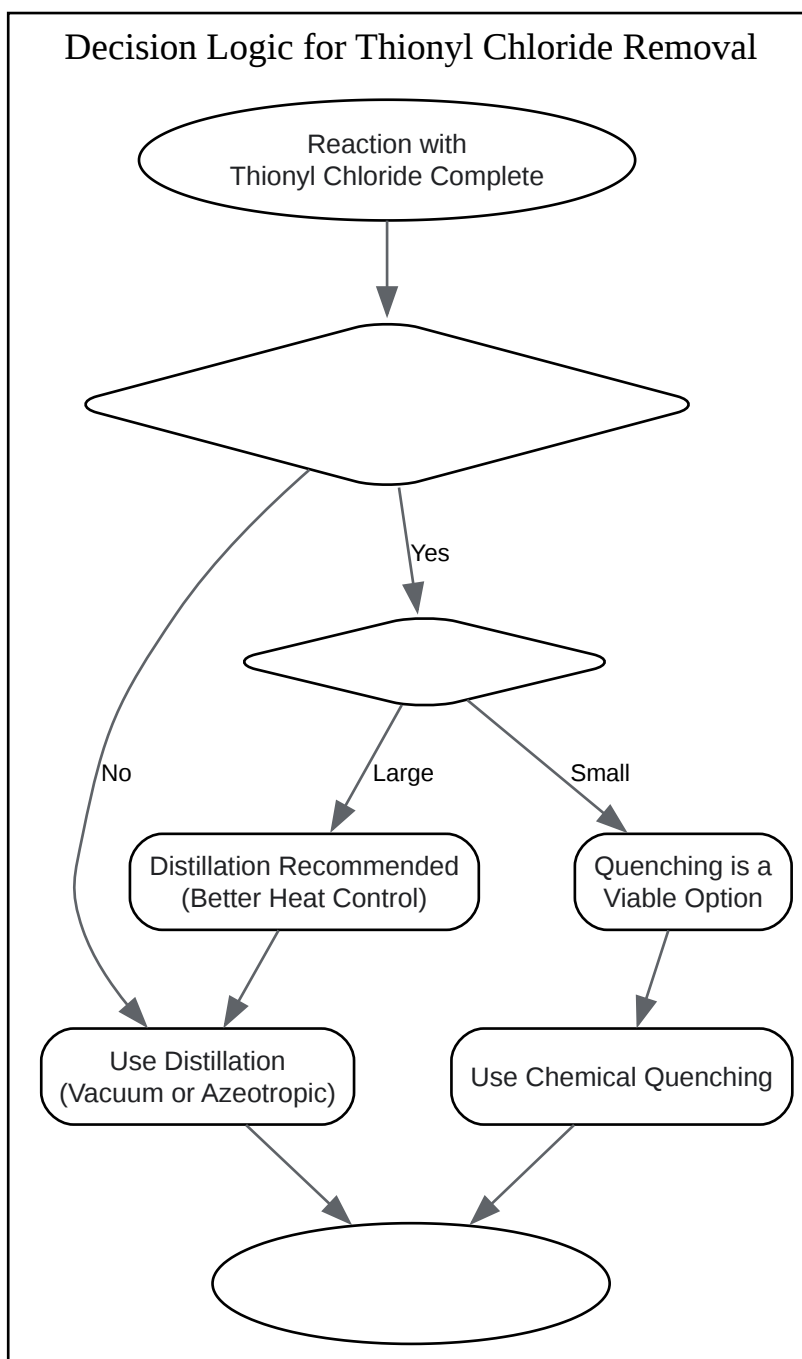 Decision Logic for Thionyl Chloride Removal
Reaction with
Thionyl Chloride Complete
Yes
No
Large
Small
Distillation Recommended
(Better Heat Control)
Quenching is a
Viable Option
Use Distillation
(Vacuum or Azeotropic)
Use Chemical Quenching